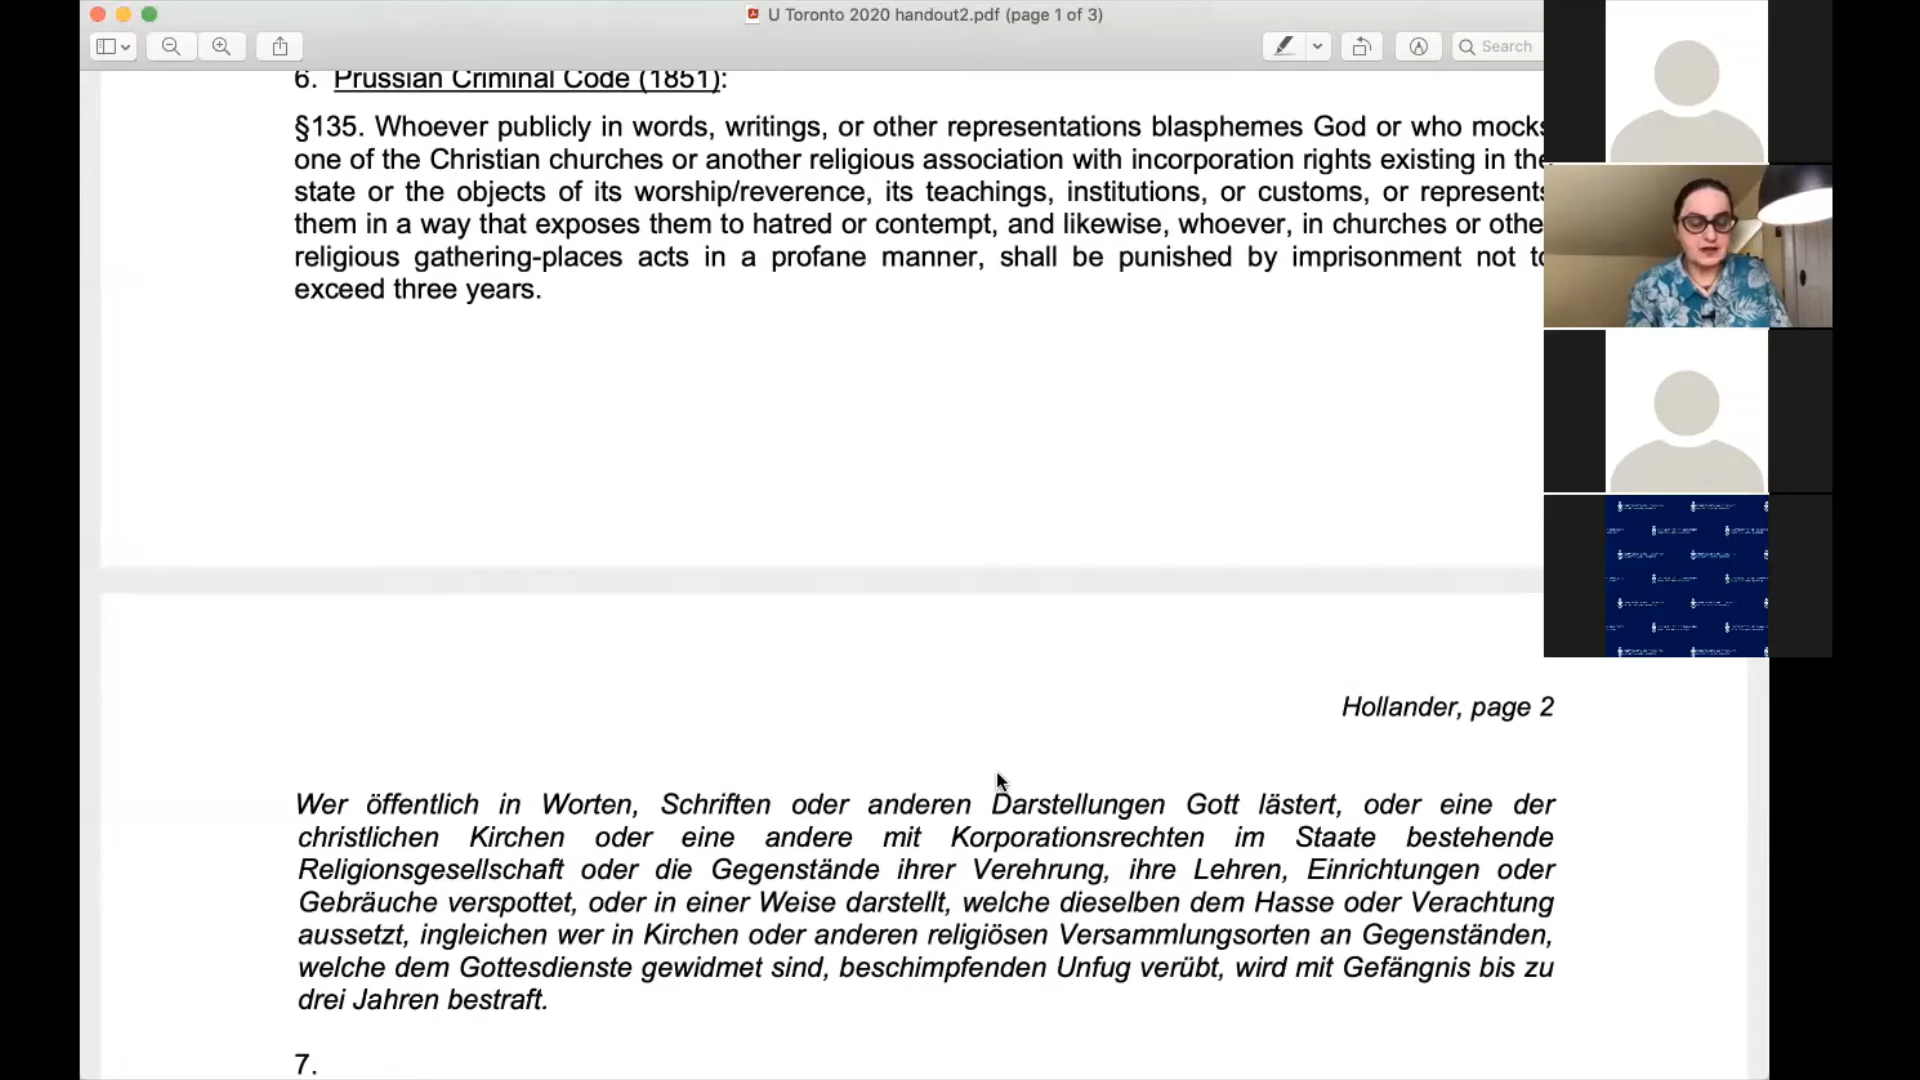 U Toronto 2020 handout2.pdf (page 1 of 3)
Search
6. Prussian Criminal Code (1851):
§135. Whoever publicly in words, writings, or other representations blasphemes God or who mocks
one of the Christian churches or another religious association with incorporation rights existing in the
state or the objects of its worship/reverence, its teachings, institutions, or customs, or represents
them in a way that exposes them to hatred or contempt, and likewise, whoever, in churches or othe
religious gathering-places acts in a profane manner, shall be punished by imprisonment not to
exceed three years.
Hollander, page 2
Wer öffentlich in Worten, Schriften oder anderen Darstellungen Gott lästert, oder eine der
christlichen Kirchen oder eine andere mit Korporationsrechten im Staate bestehende
Religionsgesellschaft oder die Gegenstände ihrer Verehrung, ihre Lehren, Einrichtungen oder
Gebräuche verspottet, oder in einer Weise darstellt, welche dieselben dem Hasse oder Verachtung
aussetzt, ingleichen wer in Kirchen oder anderen religiösen Versammlungsorten an Gegenständen,
welche dem Gottesdienste gewidmet sind, beschimpfenden Unfug verübt, wird mit Gefängnis bis zu
drei Jahren bestraft.
7.